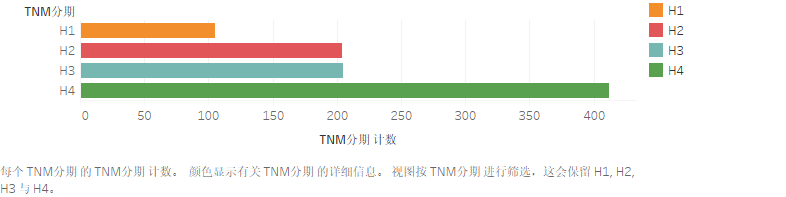 TNM分期
H1
H2
H3
H4
0 50 100 150 200 250 300 350 400
TNM分期 计数
H1
H2
H3
H4
每个 TNM分期 的 TNM分期 计数。 颜色显示有关 TNM分期 的详细信息。 视图按 TNM分期 进行筛选，这会保留 H1, H2,
H3 与 H4。